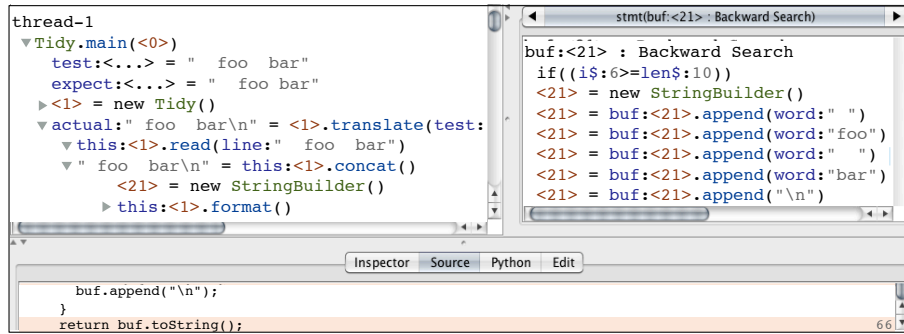 thread-1
Tidy.main(<0>)
test:<...> = "  foo  bar"
expect:<...> = "  foo bar"
<1> = new Tidy()
actual:" foo  bar\n" = <1>.translate(test:
this:<1>.read(line:"  foo  bar")
" foo  bar\n" = this:<1>.concat()
<21> = new StringBuilder()
this:<1>.format()
stmt(buf:<21> : Backward Search)
buf:<21> : Backward Search
if((i$:6>=len$:10))
<21> = new StringBuilder()
<21> = buf:<21>.append(word:" ")
<21> = buf:<21>.append(word:"foo")
<21> = buf:<21>.append(word:"  ")
<21> = buf:<21>.append(word:"bar")
<21> = buf:<21>.append("\n")
Inspector Source Python Edit
buf.append("\n");
}
return buf.toString(); 66